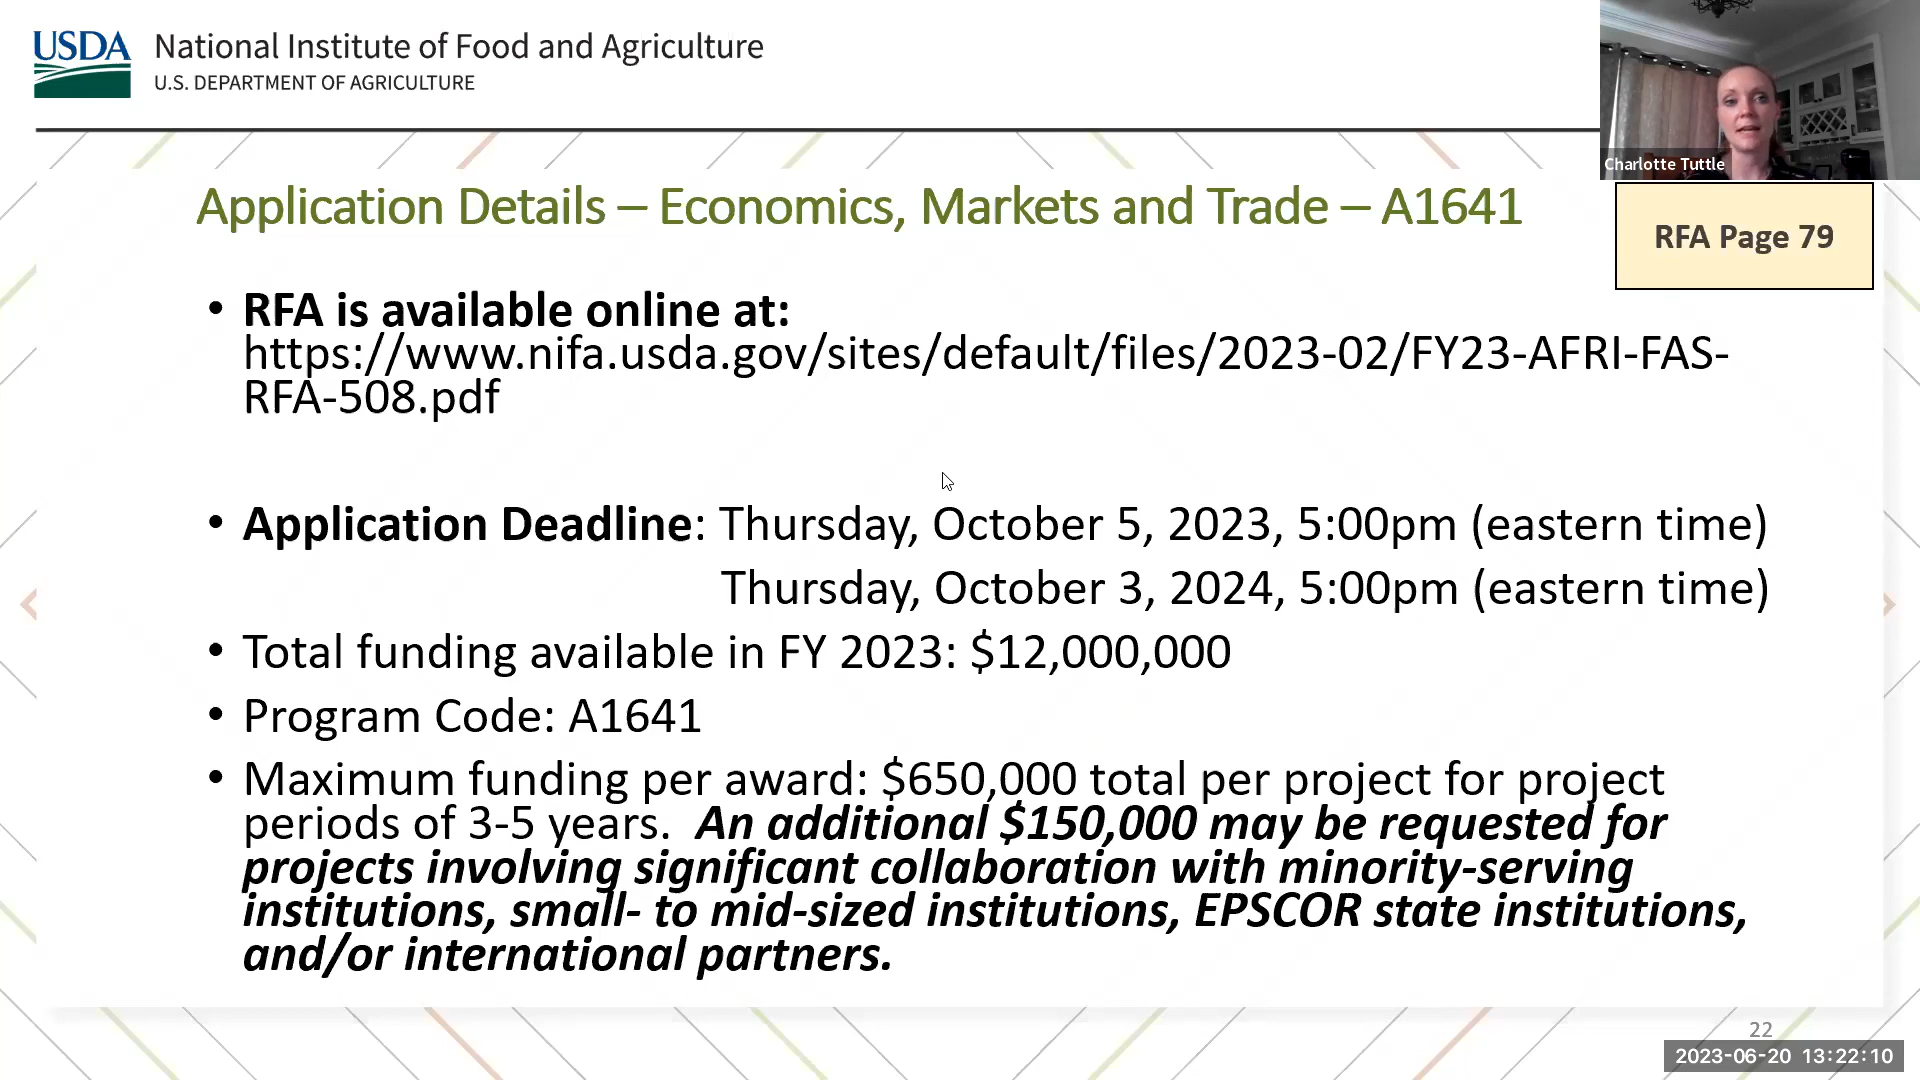 USDA
National Institute of Food and Agriculture
U.S. DEPARTMENT OF AGRICULTURE
Charlotte Tuttle
Application Details – Economics, Markets and Trade – A1641
RFA Page 79
• RFA is available online at:
https://www.nifa.usda.gov/sites/default/files/2023-02/FY23-AFRI-FAS-
RFA-508.pdf
• Application Deadline: Thursday, October 5, 2023, 5:00pm (eastern time)
Thursday, October 3, 2024, 5:00pm (eastern time)
• Total funding available in FY 2023: $12,000,000
• Program Code: A1641
• Maximum funding per award: $650,000 total per project for project
periods of 3-5 years. An additional $150,000 may be requested for
projects involving significant collaboration with minority-serving
institutions, small- to mid-sized institutions, EPSCOR state institutions,
and/or international partners.
22
2023-06-20 13:22:10